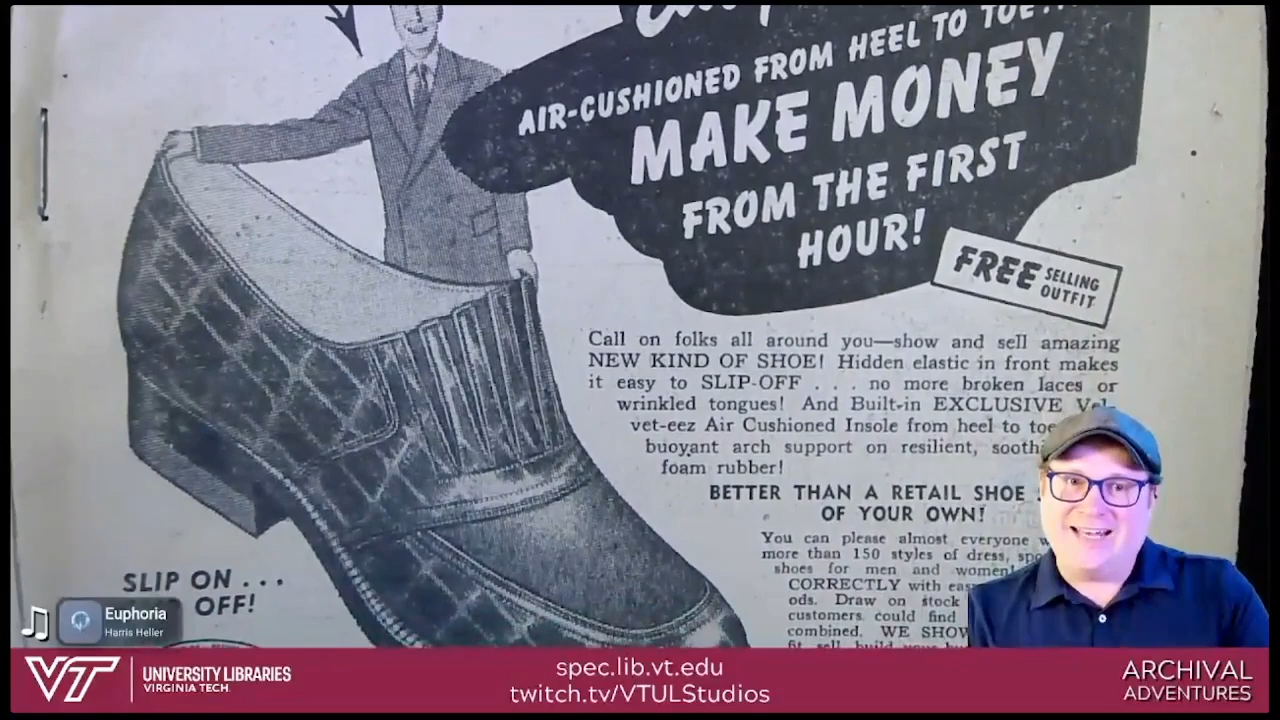 AIR-CUSHIONED FROM HEEL TO TOE!
MAKE MONEY
FROM THE FIRST
HOUR!
FREE SELLING
OUTFIT
Call on folks all around you—show and sell amazing
NEW KIND OF SHOE! Hidden elastic in front makes
it easy to SLIP-OFF . . . no more broken laces or
wrinkled tongues! And Built-in EXCLUSIVE Vel-
vet-eez Air Cushioned Insole from heel to toe
buoyant arch support on resilient,
foam rubber!
BETTER THAN A RETAIL SHOE
OF YOUR OWN!
You can please almost everyone
more than 150 styles of dress,
shoes for men and women!
CORRECTLY with
ods. Draw on stock
customers could find
combined. WE SHOW
SLIP ON . . .
OFF!
Euphoria
Harris Heller
VT UNIVERSITY LIBRARIES
VIRGINIA TECH.
spec.lib.vt.edu
twitch.tv/VTULStudios
ARCHIVAL
ADVENTURES